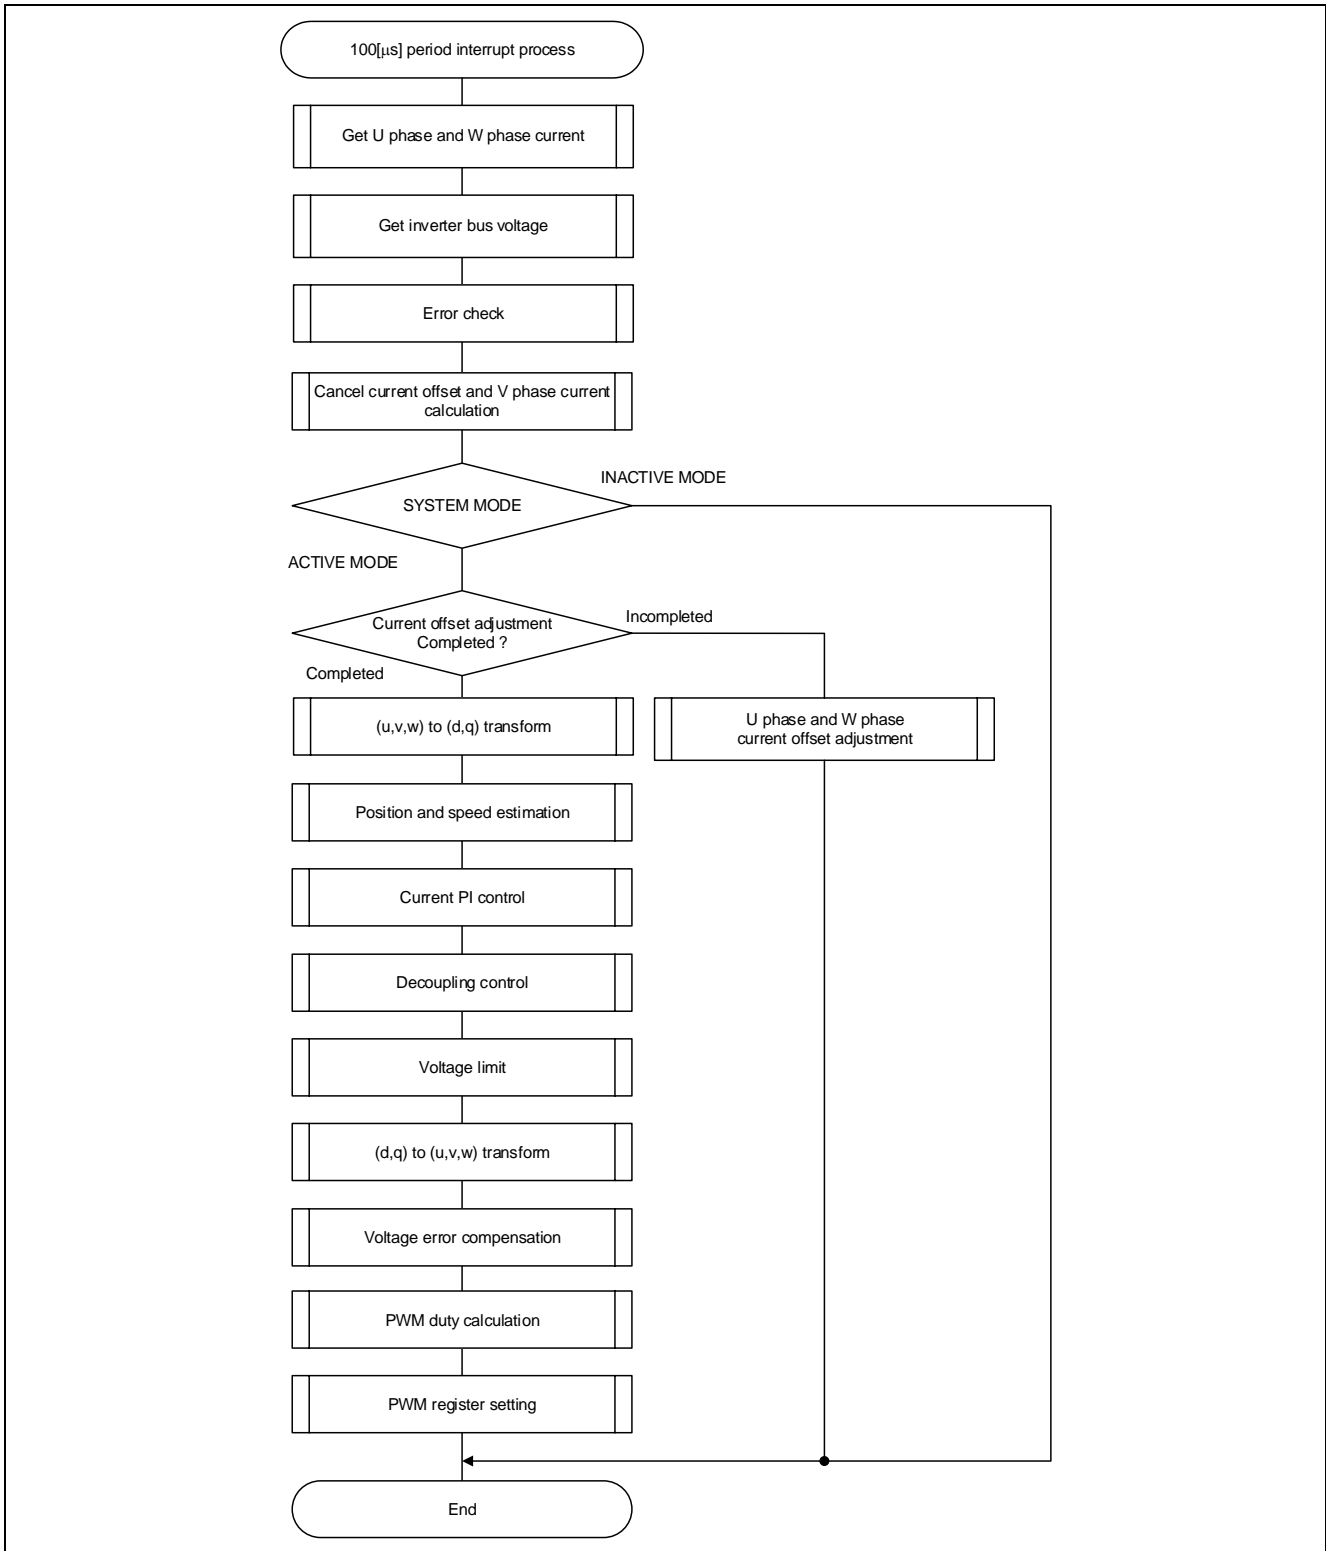 100[μs] period interrupt process
Get U phase and W phase current
Get inverter bus voltage
Error check
Cancel current offset and V phase current
calculation
INACTIVE MODE
SYSTEM MODE
ACTIVE MODE
Current offset adjustment
Completed ?
Incompleted
Completed
(u,v,w) to (d,q) transform
U phase and W phase
current offset adjustment
Position and speed estimation
Current PI control
Decoupling control
Voltage limit
(d,q) to (u,v,w) transform
Voltage error compensation
PWM duty calculation
PWM register setting
End